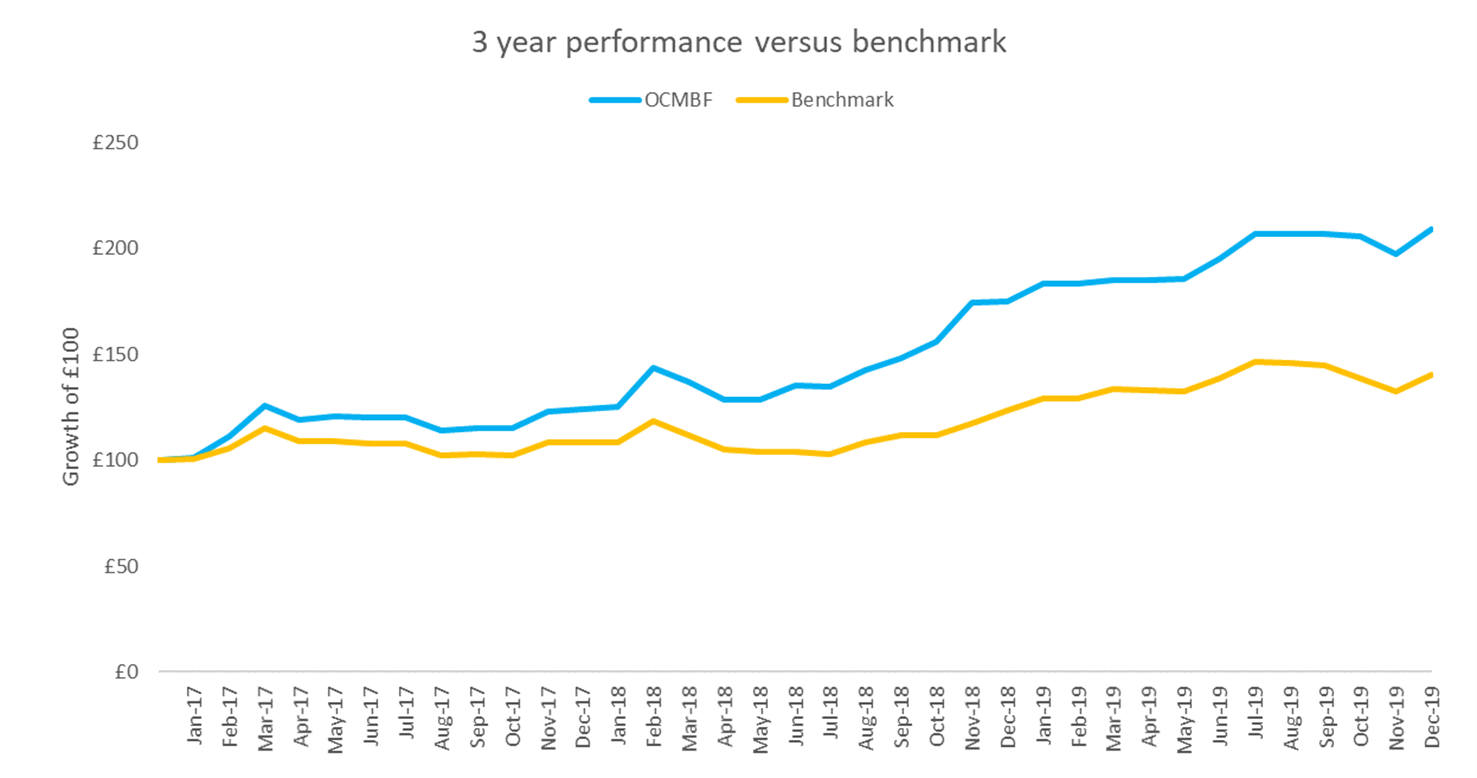 3 year performance versus benchmark
OCMBF Benchmark
£250
£200
£150
£100
£50
£0
Growth of £100
Jan-17
Feb-17
Mar-17
Apr-17
May-17
Jun-17
Jul-17
Aug-17
Sep-17
Oct-17
Nov-17
Dec-17
Jan-18
Feb-18
Mar-18
Apr-18
May-18
Jun-18
Jul-18
Aug-18
Sep-18
Oct-18
Nov-18
Dec-18
Jan-19
Feb-19
Mar-19
Apr-19
May-19
Jun-19
Jul-19
Aug-19
Sep-19
Oct-19
Nov-19
Dec-19